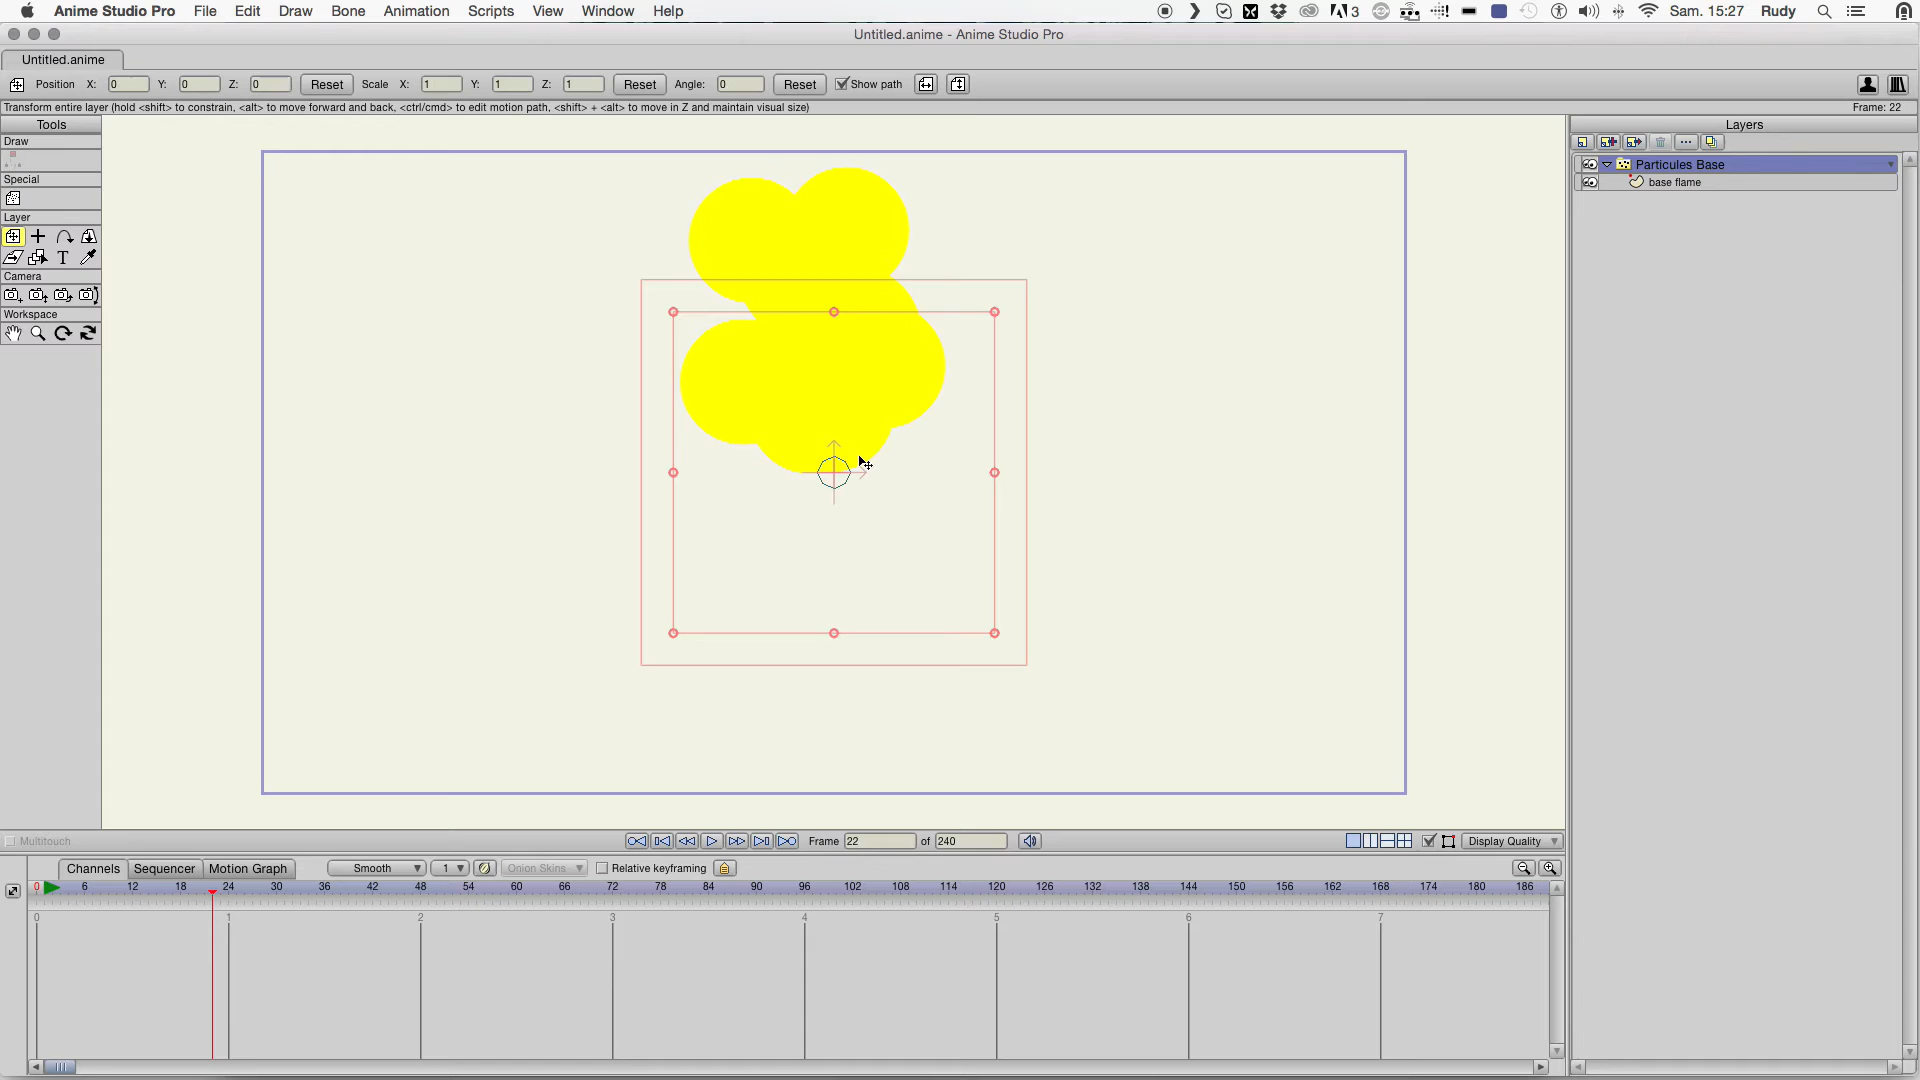 Anime Studio Pro File Edit Draw Bone Animation Scripts View Window Help 3 Sam. 15:27 Rudy
Untitled.anime - Anime Studio Pro
Untitled.anime
Position X: 0 Y: 0 Z: 0 Reset Scale X: 1 Y: 1 Z: 1 Reset Angle: 0 Reset Show path
Transform entire layer (hold <shift> to constrain, <alt> to move forward and back, <ctrl/cmd> to edit motion path, <shift> + <alt> to move in Z and maintain visual size) Frame: 22
Tools
Draw
Special
Layer
T
Camera
Workspace
Layers
Particules Base
base flame
Multitouch Frame 22 of 240 Display Quality
Channels Sequencer Motion Graph Smooth 1 Onion Skins Relative keyframing
0 6 12 18 24 30 36 42 48 54 60 66 72 78 84 90 96 102 108 114 120 126 132 138 144 150 156 162 168 174 180 186
0 1 2 3 4 5 6 7